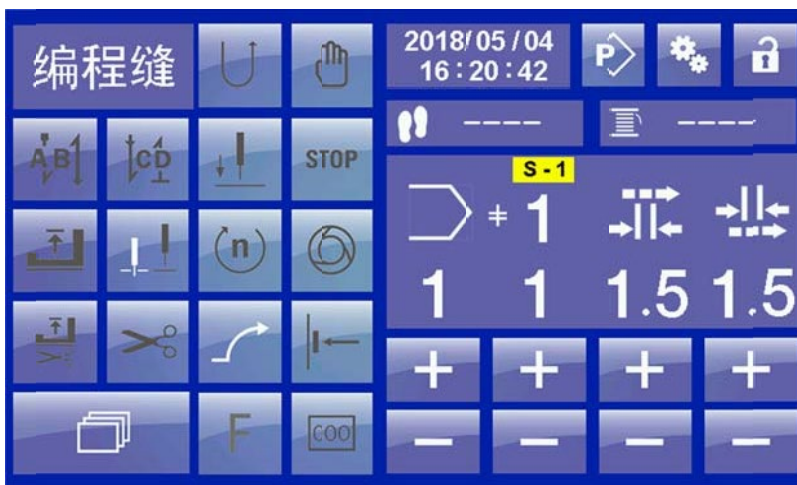 编程缝
2018/05/04
16:20:42
P
----
----
A B
C D
STOP
S - 1
+ 1
n
1 1 1.5 1.5
+ + + +
F
COO
- - - -